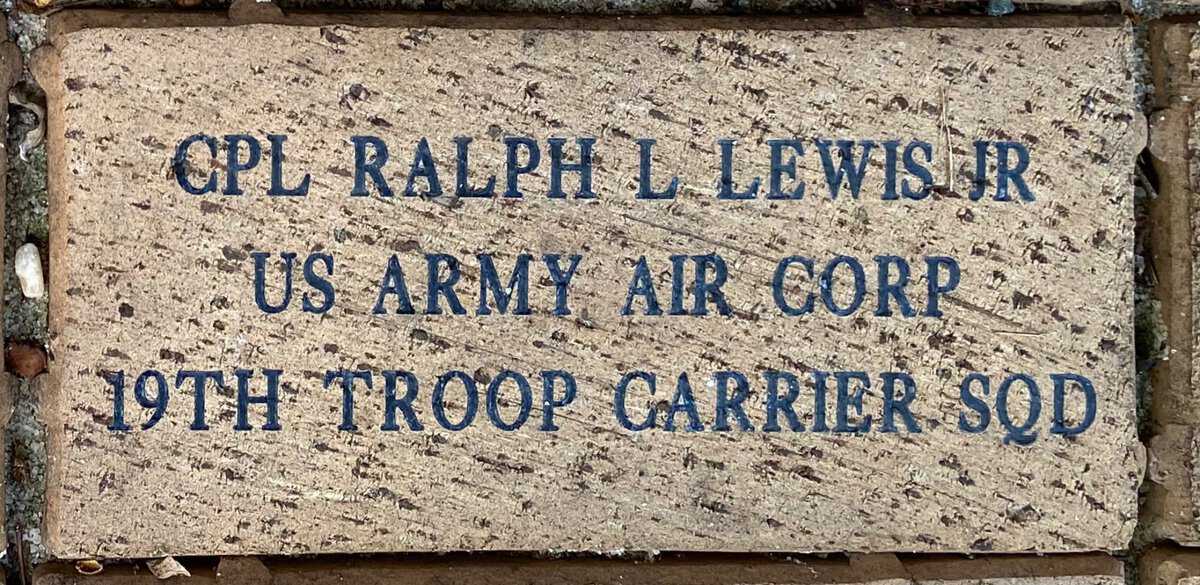 CPL RALPH L LEWIS JR
US ARMY AIR CORP
19TH TROOP CARRIER SQD